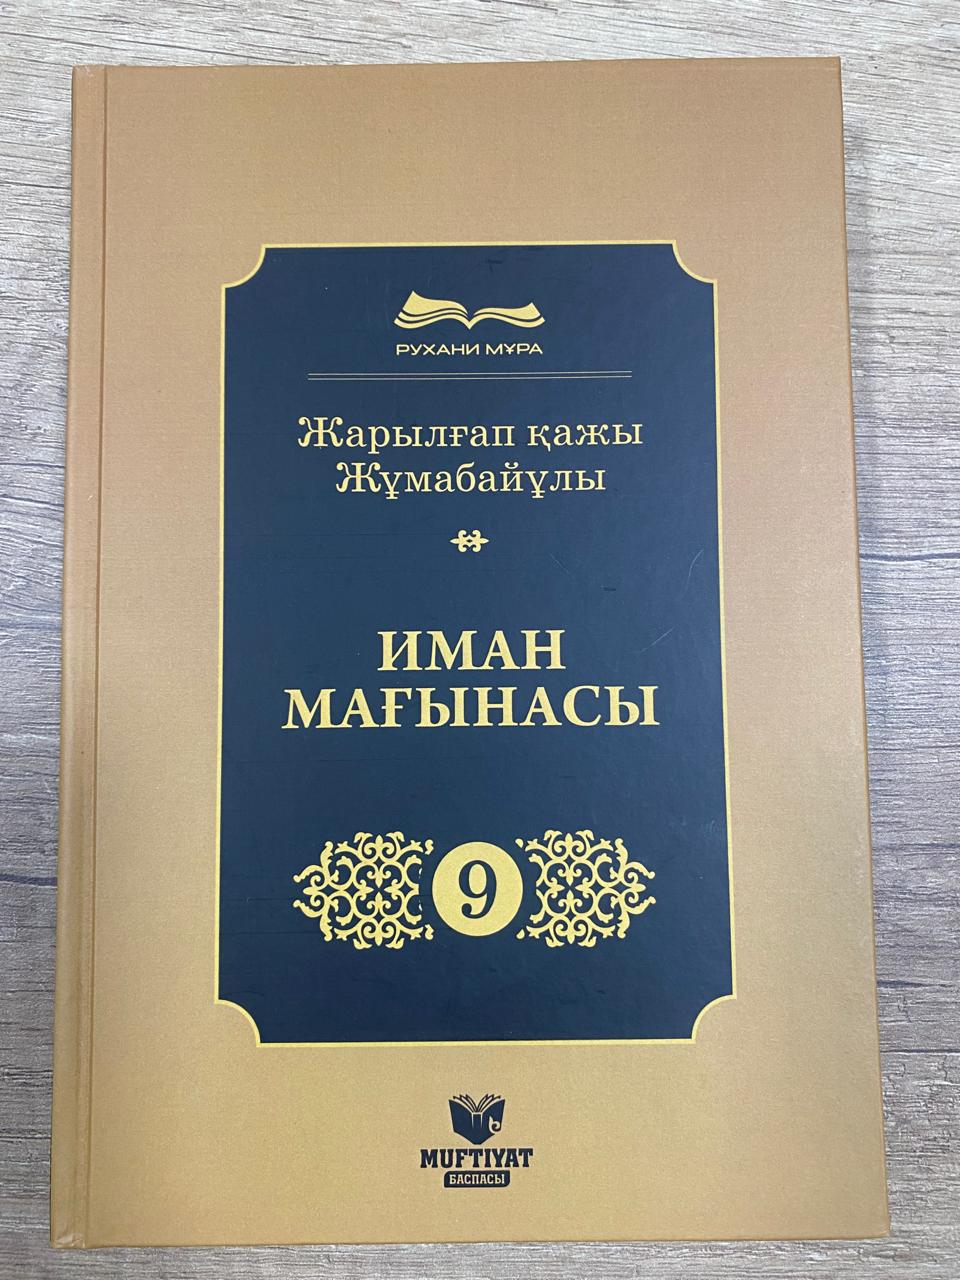 РУХАНИ МҰРА
Жарылғап қажы
Жұмабайұлы
ИМАН
МАҒЫНАСЫ
9
MUFTIYAT
БАСПАСЫ